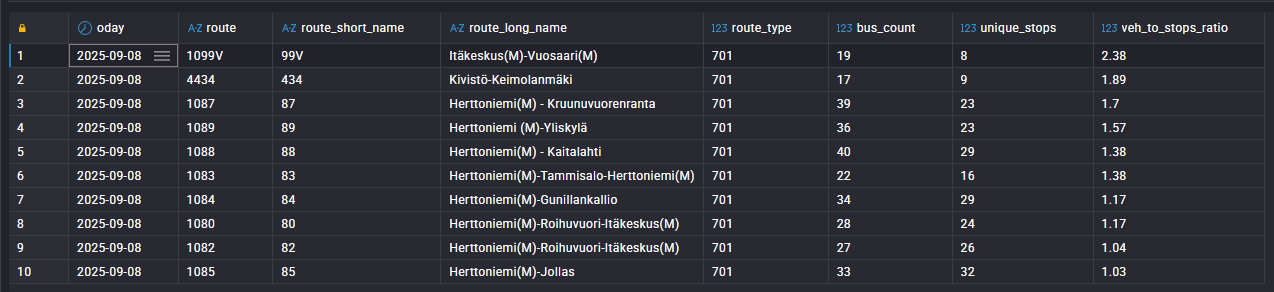 oday AZ route AZ route_short_name AZ route_long_name 123 route_type 123 bus_count 123 unique_stops 123 veh_to_stops_ratio
1 2025-09-08 1099V 99V Itäkeskus(M)-Vuosaari(M) 701 19 8 2.38
2 2025-09-08 4434 434 Kivistö-Keimolanmäki 701 17 9 1.89
3 2025-09-08 1087 87 Herttoniemi(M) - Kruunuvuorenranta 701 39 23 1.7
4 2025-09-08 1089 89 Herttoniemi (M)-Yliskylä 701 36 23 1.57
5 2025-09-08 1088 88 Herttoniemi(M) - Kaitalahti 701 40 29 1.38
6 2025-09-08 1083 83 Herttoniemi(M)-Tammisalo-Herttoniemi(M) 701 22 16 1.38
7 2025-09-08 1084 84 Herttoniemi(M)-Gunillankallio 701 34 29 1.17
8 2025-09-08 1080 80 Herttoniemi(M)-Roihuvuori-Itäkeskus(M) 701 28 24 1.17
9 2025-09-08 1082 82 Herttoniemi(M)-Roihuvuori-Itäkeskus(M) 701 27 26 1.04
10 2025-09-08 1085 85 Herttoniemi(M)-Jollas 701 33 32 1.03